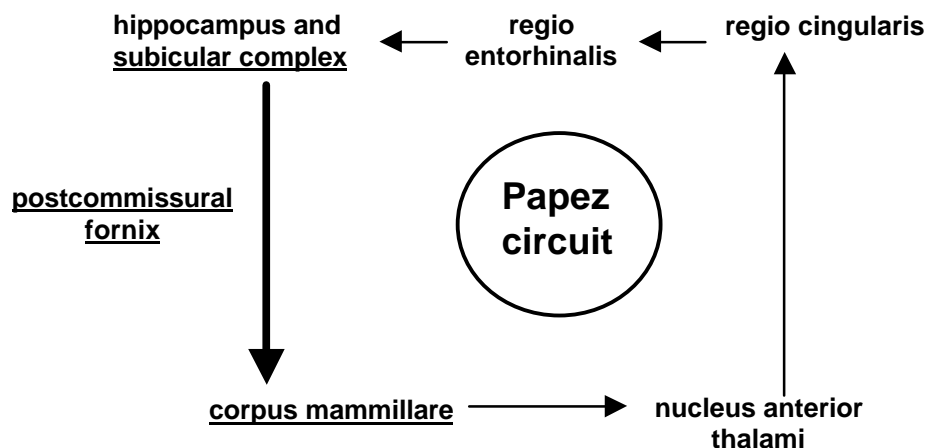 hippocampus and
subicular complex
regio
entorhinalis
regio cingularis
postcommissural
fornix
Papez
circuit
corpus mammillare
nucleus anterior
thalami